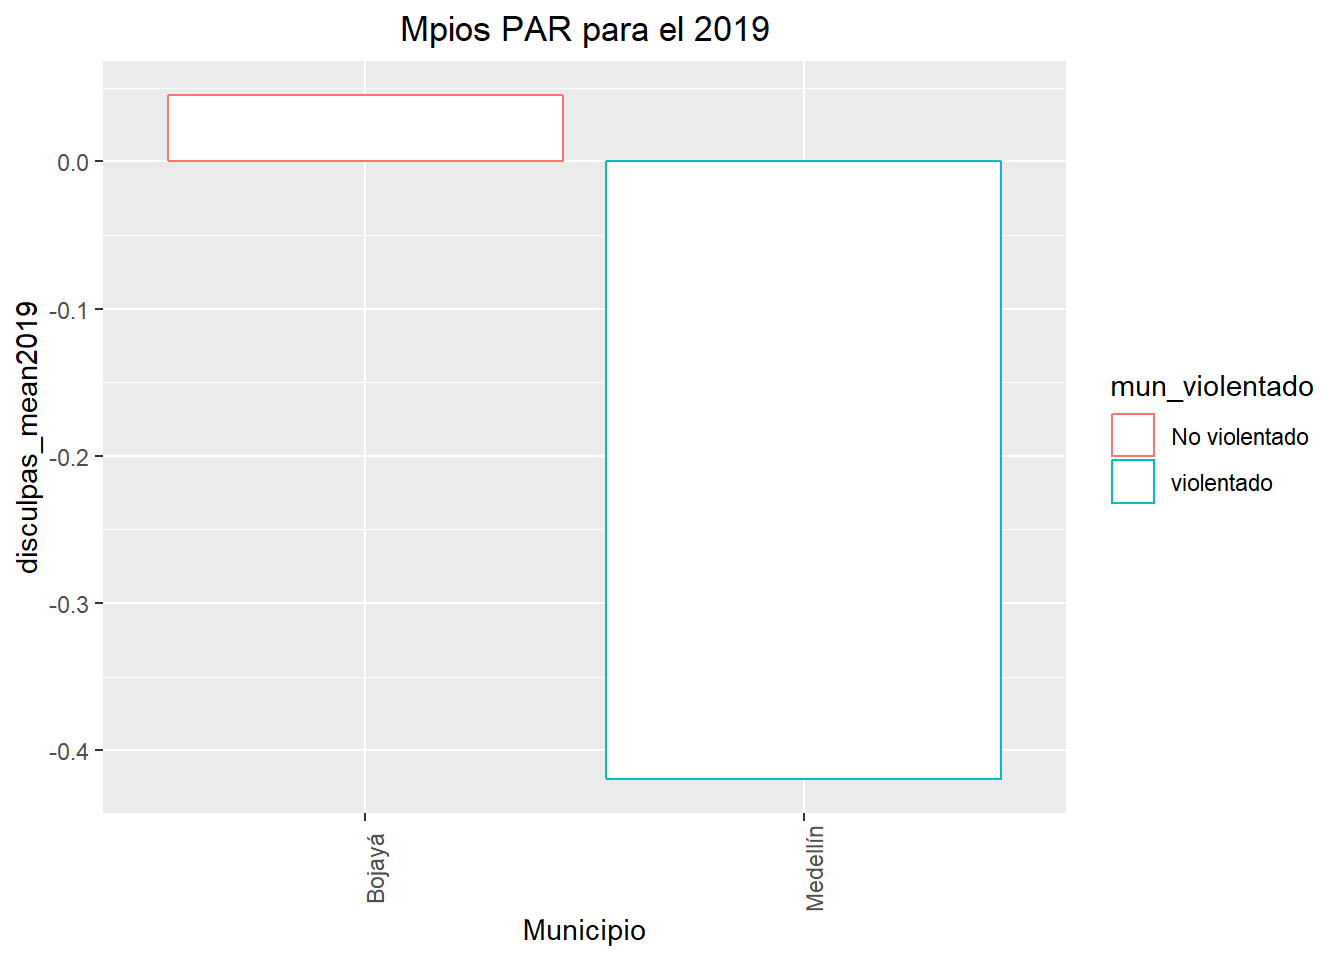 Mpios PAR para el 2019
disculpas_mean2019
0.0
-0.1
-0.2
-0.3
-0.4
Bojayá
Medellín
Municipio
mun_violentado
No violentado
violentado